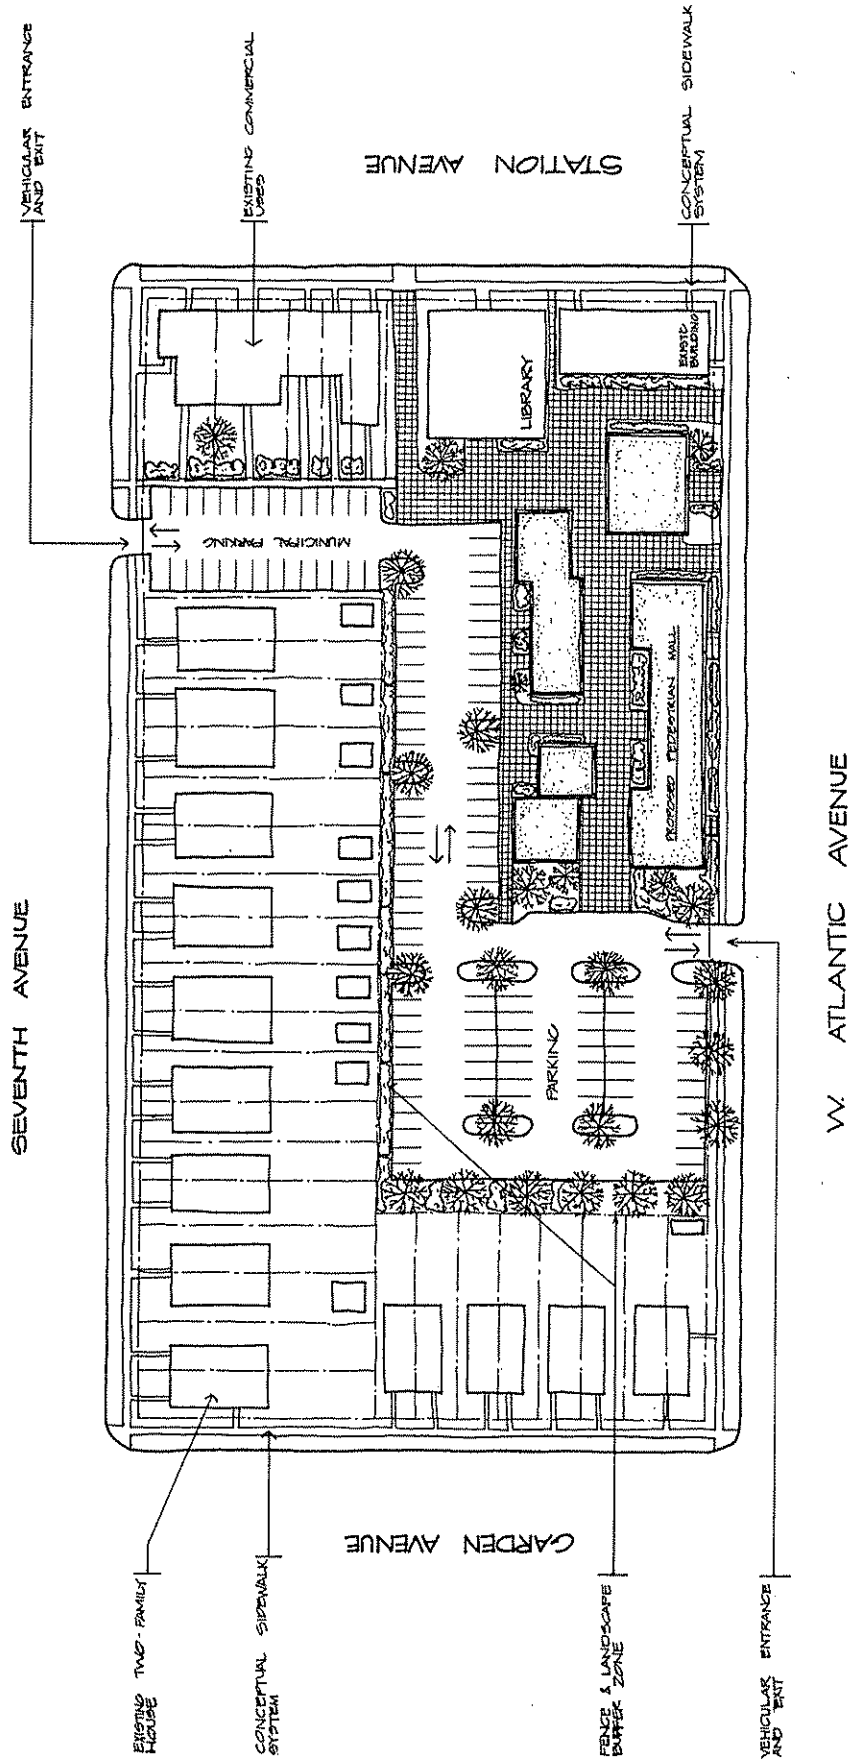 VEHICULAR ENTRANCE
AND EXIT
EXISTING COMMERCIAL
USES
STATION AVENUE
CONCEPTUAL SIDEWALK
SYSTEM
LIBRARY
EXIST'G
BUILDING
MUNICIPAL PARKING
PROPOSED PEDESTRIAN MALL
SEVENTH AVENUE
PARKING
W. ATLANTIC AVENUE
GARDEN AVENUE
EXISTING TWO-FAMILY
HOUSE
CONCEPTUAL SIDEWALK
SYSTEM
FENCE & LANDSCAPE
BUFFER ZONE
VEHICULAR ENTRANCE
AND EXIT